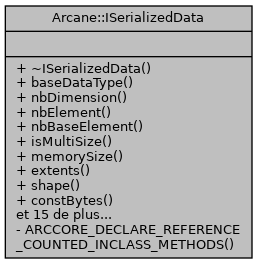 Arcane::ISerializedData
+ ~ISerializedData()
+ baseDataType()
+ nbDimension()
+ nbElement()
+ nbBaseElement()
+ isMultiSize()
+ memorySize()
+ extents()
+ shape()
+ constBytes()
et 15 de plus...
- ARCCORE_DECLARE_REFERENCE
_COUNTED_INCLASS_METHODS()